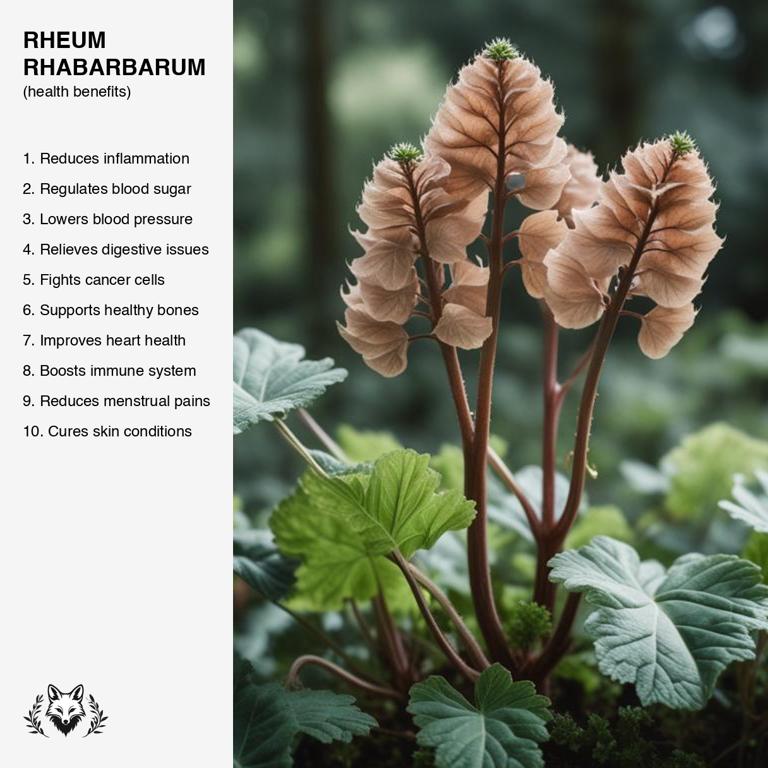 RHEUM
RHABARBARUM
(health benefits)
1. Reduces inflammation
2. Regulates blood sugar
3. Lowers blood pressure
4. Relieves digestive issues
5. Fights cancer cells
6. Supports healthy bones
7. Improves heart health
8. Boosts immune system
9. Reduces menstrual pains
10. Cures skin conditions